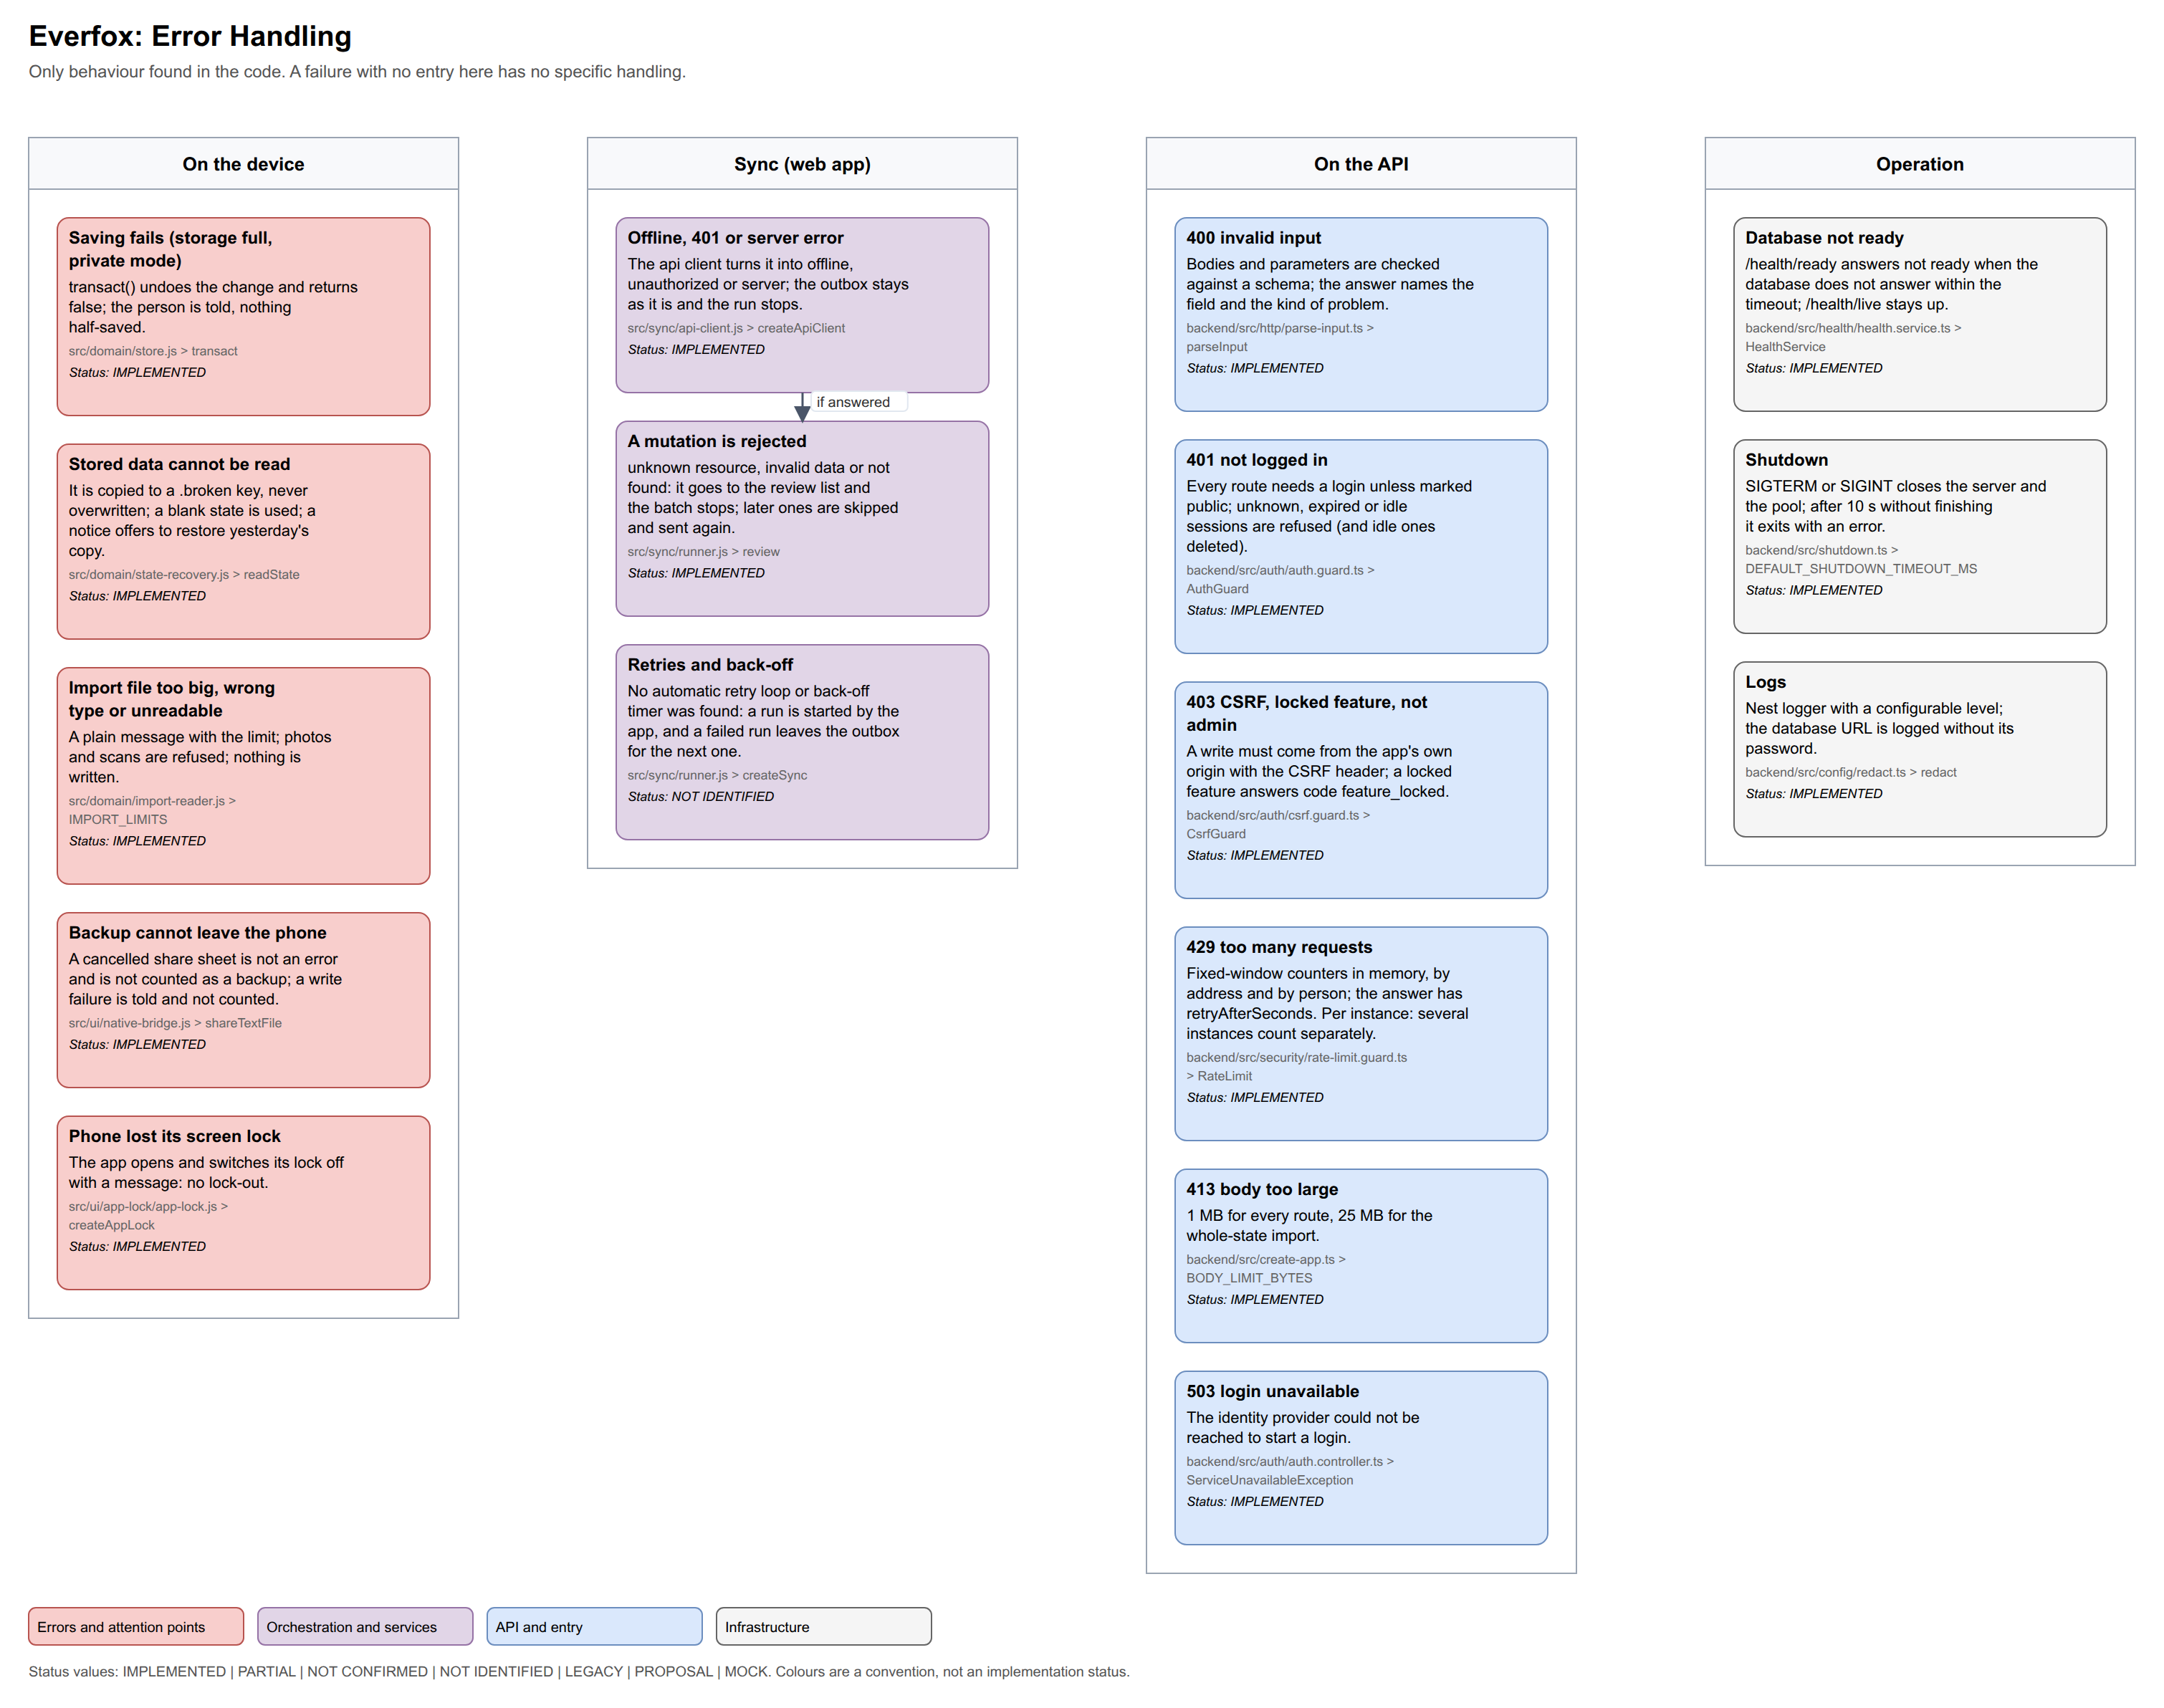 Everfox: Error Handling
Only behaviour found in the code. A failure with no entry here has no specific handling.
On the device
Saving fails (storage full,
private mode)
transact() undoes the change and returns
false; the person is told, nothing
half-saved.
src/domain/store.js > transact
Status: IMPLEMENTED
Stored data cannot be read
It is copied to a .broken key, never
overwritten; a blank state is used; a
notice offers to restore yesterday's
copy.
src/domain/state-recovery.js > readState
Status: IMPLEMENTED
Import file too big, wrong
type or unreadable
A plain message with the limit; photos
and scans are refused; nothing is
written.
src/domain/import-reader.js >
IMPORT_LIMITS
Status: IMPLEMENTED
Backup cannot leave the phone
A cancelled share sheet is not an error
and is not counted as a backup; a write
failure is told and not counted.
src/ui/native-bridge.js > shareTextFile
Status: IMPLEMENTED
Phone lost its screen lock
The app opens and switches its lock off
with a message: no lock-out.
src/ui/app-lock/app-lock.js >
createAppLock
Status: IMPLEMENTED
Sync (web app)
Offline, 401 or server error
The api client turns it into offline,
unauthorized or server; the outbox stays
as it is and the run stops.
src/sync/api-client.js > createApiClient
Status: IMPLEMENTED
if answered
A mutation is rejected
unknown resource, invalid data or not
found: it goes to the review list and
the batch stops; later ones are skipped
and sent again.
src/sync/runner.js > review
Status: IMPLEMENTED
Retries and back-off
No automatic retry loop or back-off
timer was found: a run is started by the
app, and a failed run leaves the outbox
for the next one.
src/sync/runner.js > createSync
Status: NOT IDENTIFIED
On the API
400 invalid input
Bodies and parameters are checked
against a schema; the answer names the
field and the kind of problem.
backend/src/http/parse-input.ts >
parseInput
Status: IMPLEMENTED
401 not logged in
Every route needs a login unless marked
public; unknown, expired or idle
sessions are refused (and idle ones
deleted).
backend/src/auth/auth.guard.ts >
AuthGuard
Status: IMPLEMENTED
403 CSRF, locked feature, not
admin
A write must come from the app's own
origin with the CSRF header; a locked
feature answers code feature_locked.
backend/src/auth/csrf.guard.ts >
CsrfGuard
Status: IMPLEMENTED
429 too many requests
Fixed-window counters in memory, by
address and by person; the answer has
retryAfterSeconds. Per instance: several
instances count separately.
backend/src/security/rate-limit.guard.ts
> RateLimit
Status: IMPLEMENTED
413 body too large
1 MB for every route, 25 MB for the
whole-state import.
backend/src/create-app.ts >
BODY_LIMIT_BYTES
Status: IMPLEMENTED
503 login unavailable
The identity provider could not be
reached to start a login.
backend/src/auth/auth.controller.ts >
ServiceUnavailableException
Status: IMPLEMENTED
Operation
Database not ready
/health/ready answers not ready when the
database does not answer within the
timeout; /health/live stays up.
backend/src/health/health.service.ts >
HealthService
Status: IMPLEMENTED
Shutdown
SIGTERM or SIGINT closes the server and
the pool; after 10 s without finishing
it exits with an error.
backend/src/shutdown.ts >
DEFAULT_SHUTDOWN_TIMEOUT_MS
Status: IMPLEMENTED
Logs
Nest logger with a configurable level;
the database URL is logged without its
password.
backend/src/config/redact.ts > redact
Status: IMPLEMENTED
Errors and attention points
Orchestration and services
API and entry
Infrastructure
Status values: IMPLEMENTED | PARTIAL | NOT CONFIRMED | NOT IDENTIFIED | LEGACY | PROPOSAL | MOCK. Colours are a convention, not an implementation status.